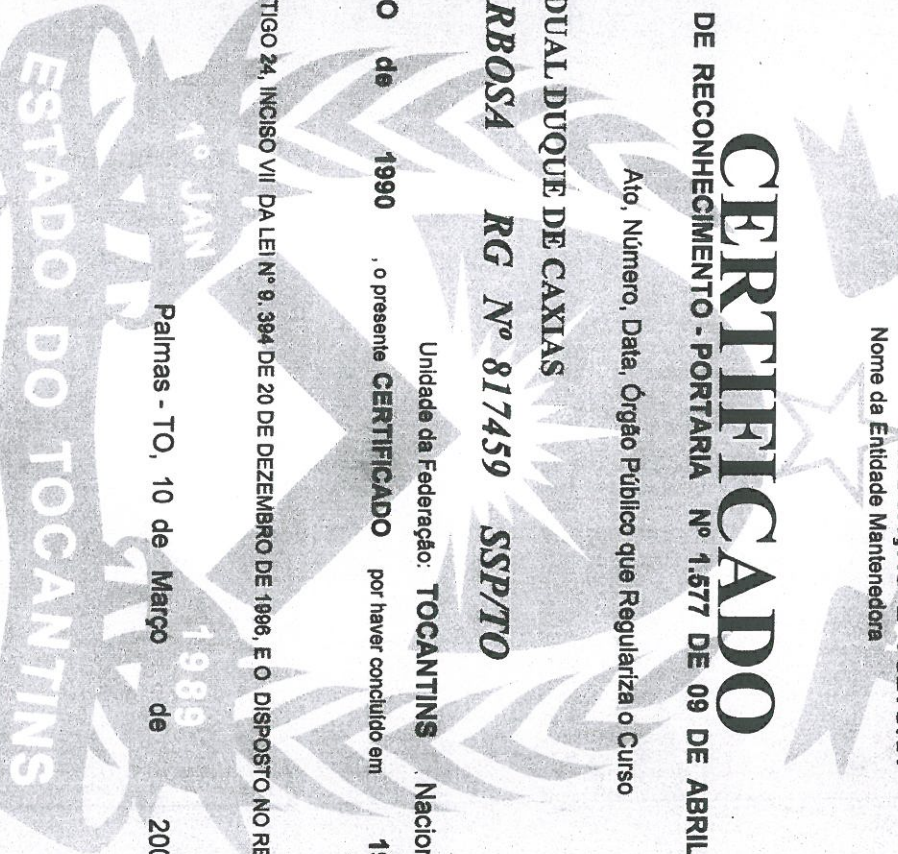 Nome da Entidade Mantenedora
CERTIFICADO
DE RECONHECIMENTO - PORTARIA Nº 1.577 DE 09 DE ABRIL
Ato, Número, Data, Órgão Público que Regulariza o Curso
DUAL DUQUE DE CAXIAS
RBOSA RG Nº 817459 SSP/TO
Unidade da Federação: TOCANTINS , Nacion
O de 1990 , o presente CERTIFICADO por haver concluído em 19
TIGO 24, INCISO VII DA LEI Nº 9. 394 DE 20 DE DEZEMBRO DE 1996, E O DISPOSTO NO RE
Palmas - TO, 10 de Março de 200
1º JAN 1989
ESTADO DO TOCANTINS